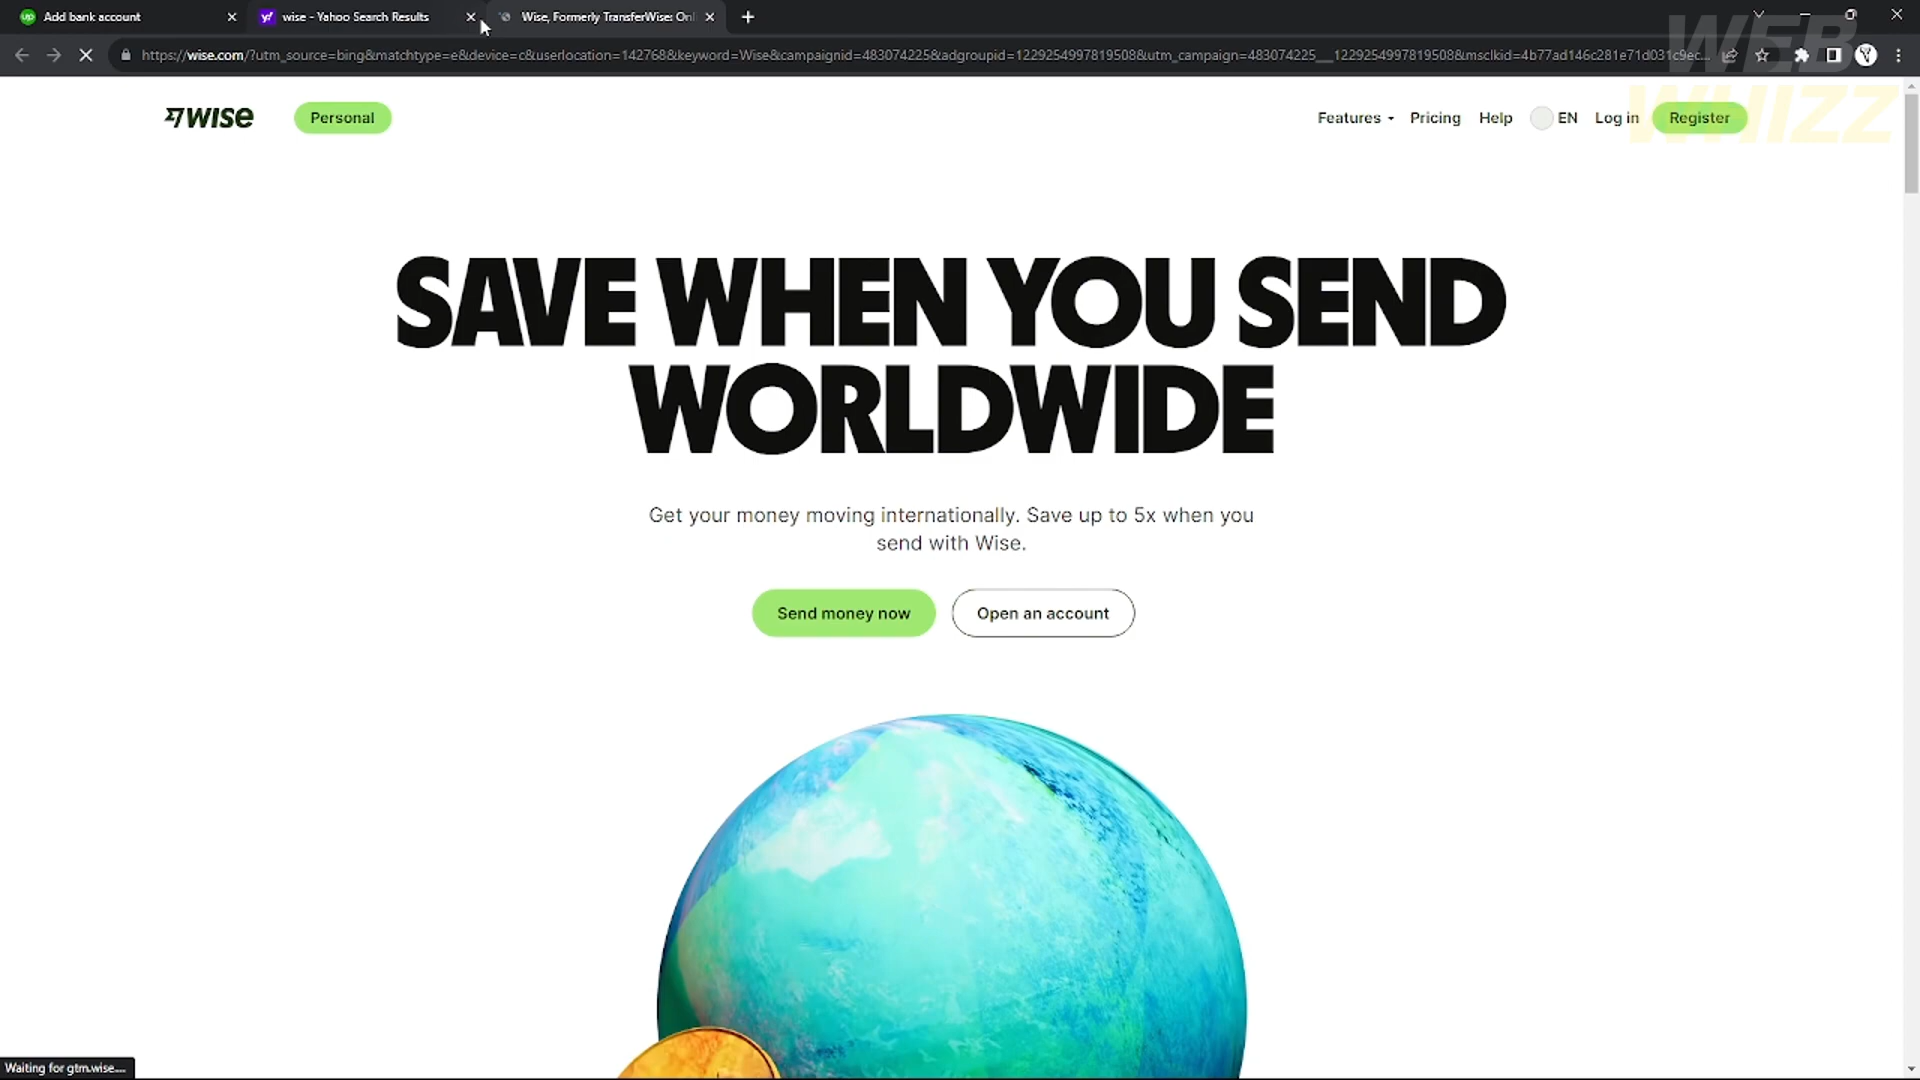 Add bank account
wise - Yahoo Search Results
Wise, Formerly TransferWise: Onl
https://wise.com/?utm_source=bing&matchtype=e&device=c&userlocation=142768&keyword=Wise&campaignid=483074225&adgroupid=1229254997819508&utm_campaign=483074225__1229254997819508&msclkid=4b77ad146c281e71d031c9ec...
WEB
WHIZZ
WISE
Personal
Features
Pricing
Help
EN
Log in
Register
SAVE WHEN YOU SEND
WORLDWIDE
Get your money moving internationally. Save up to 5x when you
send with Wise.
Send money now
Open an account
Waiting for gtm.wise....